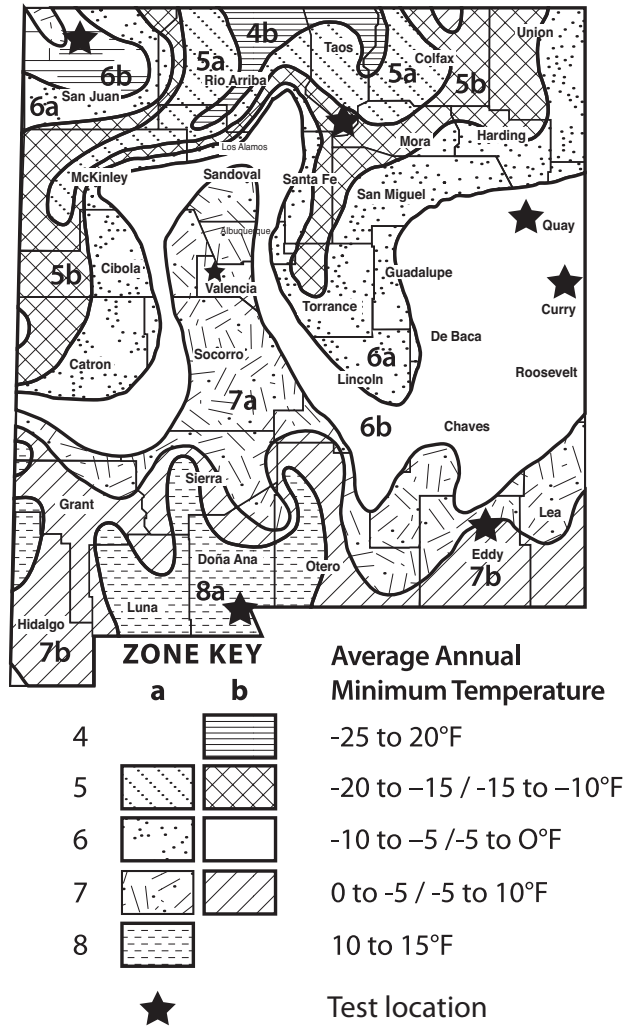 4b
Union
Taos
5a
Colfax
6b
Rio Arriba
5a
5b
San Juan
6a
Mora
Harding
Los Alamos
McKinley
Sandoval
Santa Fe
San Miguel
Quay
Albuquerque
5b
Cibola
Guadalupe
Valencia
Torrance
Curry
De Baca
Socorro
6a
Catron
Lincoln
Roosevelt
7a
6b
Chaves
Sierra
Grant
Lea
Eddy
Doña Ana
Otero
7b
8a
Luna
Hidalgo
7b
ZONE KEY
a b
Average Annual
Minimum Temperature
4 -25 to 20°F
5 -20 to –15 / -15 to –10°F
6 -10 to –5 /-5 to O°F
7 0 to -5 / -5 to 10°F
8 10 to 15°F
Test location